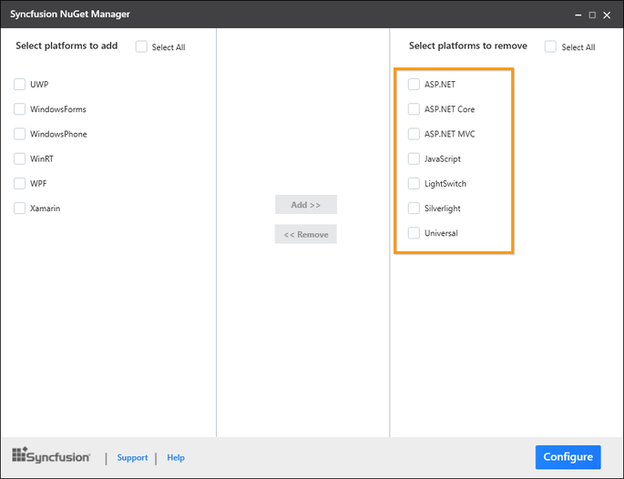 Syncfusion NuGet Manager
Select platforms to add
Select All
UWP
WindowsForms
WindowsPhone
WinRT
WPF
Xamarin
Add >>
<< Remove
Select platforms to remove
Select All
ASP.NET
ASP.NET Core
ASP.NET MVC
JavaScript
LightSwitch
Silverlight
Universal
Syncfusion | Support | Help
Configure